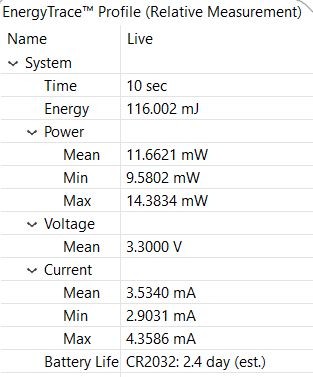 EnergyTrace™ Profile (Relative Measurement)
Name Live
System
Time 10 sec
Energy 116.002 mJ
Power
Mean 11.6621 mW
Min 9.5802 mW
Max 14.3834 mW
Voltage
Mean 3.3000 V
Current
Mean 3.5340 mA
Min 2.9031 mA
Max 4.3586 mA
Battery Life CR2032: 2.4 day (est.)